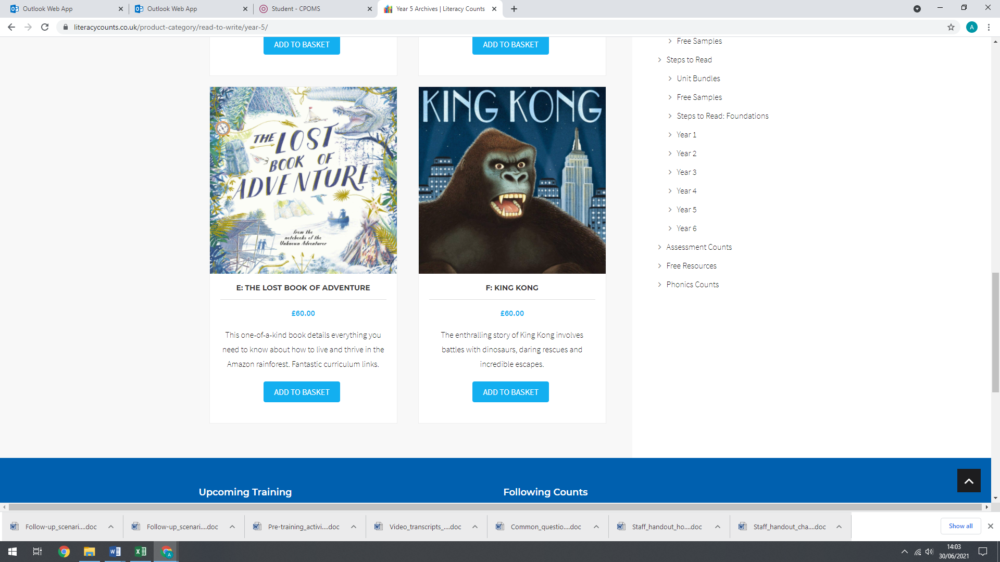 Outlook Web App
Outlook Web App
Student - CPOMS
Year 5 Archives | Literacy Counts
literacycounts.co.uk/product-category/read-to-write/year-5/
A
ADD TO BASKET
ADD TO BASKET
KING KONG
THE LOST
BOOK OF
ADVENTURE
from the
notebooks of the
Unknown Adventurer
E: THE LOST BOOK OF ADVENTURE
£60.00
This one-of-a-kind book details everything you
need to know about how to live and thrive in the
Amazon rainforest. Fantastic curriculum links.
ADD TO BASKET
F: KING KONG
£60.00
The enthralling story of King Kong involves
battles with dinosaurs, daring rescues and
incredible escapes.
ADD TO BASKET
Free Samples
Steps to Read
Unit Bundles
Free Samples
Steps to Read: Foundations
Year 1
Year 2
Year 3
Year 4
Year 5
Year 6
Assessment Counts
Free Resources
Phonics Counts
Upcoming Training
Following Counts
Follow-up_scenari....doc
Follow-up_scenari....doc
Pre-training_activi....doc
Video_transcripts_....doc
Common_questio....doc
Staff_handout_ho....doc
Staff_handout_cha....doc
Show all
14:03
30/06/2021